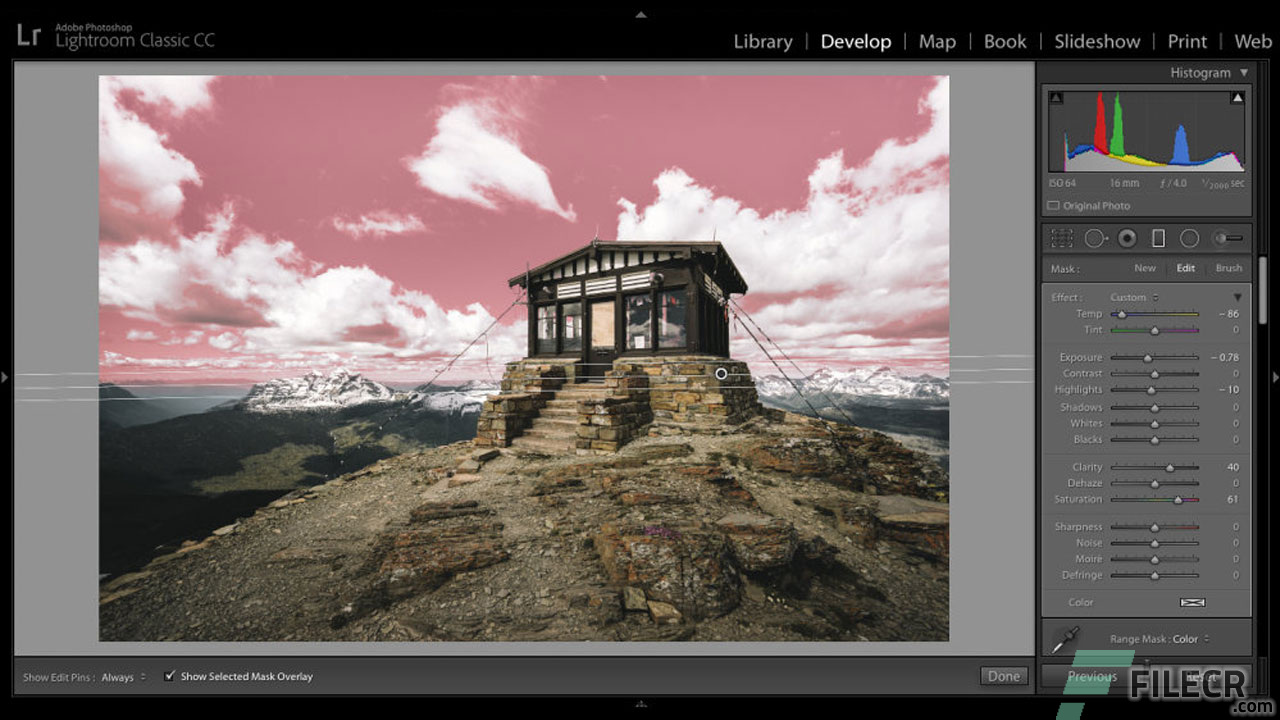 Lr
Adobe Photoshop
Lightroom Classic CC
Library | Develop | Map | Book | Slideshow | Print | Web
Histogram
ISO 64 16 mm ƒ / 4.0 1/2000 sec
Original Photo
Mask : New Edit Brush
Effect : Custom
Temp – 86
Tint 0
Exposure – 0.78
Contrast 0
Highlights – 10
Shadows 0
Whites 0
Blacks 0
Clarity 40
Dehaze 0
Saturation 61
Sharpness 0
Noise 0
Moiré 0
Defringe 0
Color
Range Mask : Color
Show Edit Pins : Always Show Selected Mask Overlay Done
Previous Reset
FILECR
.com